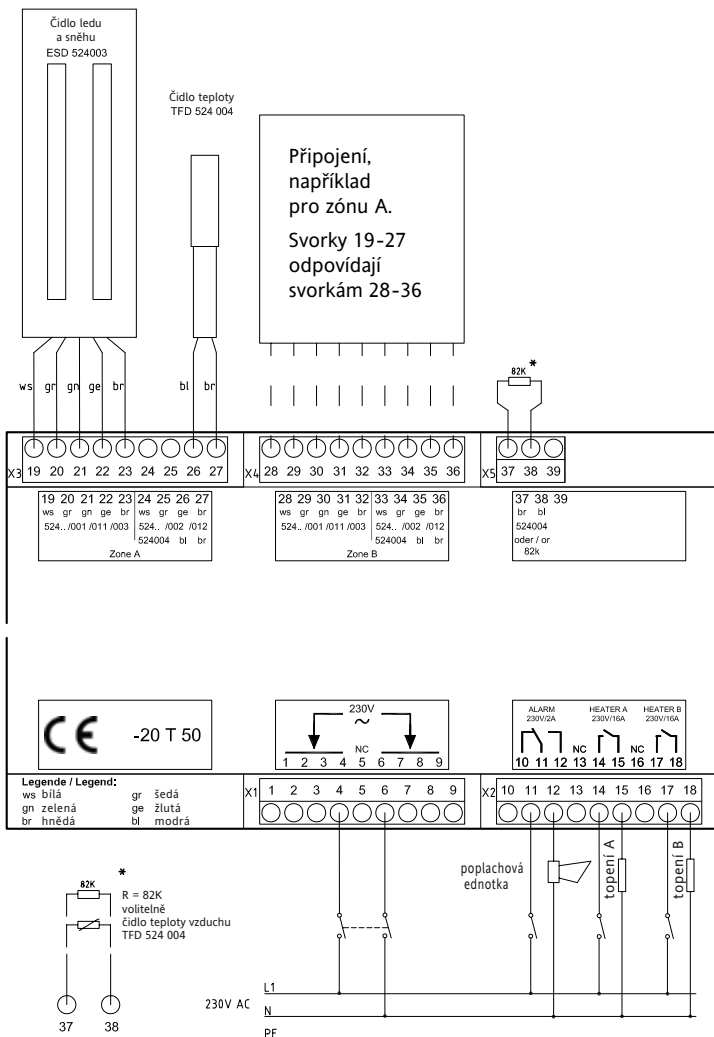 Čidlo ledu
a sněhu
ESD 524003
Čidlo teploty
TFD 524 004
Připojení,
například
pro zónu A.
Svorky 19-27
odpovídají
svorkám 28-36
ws gr gn ge br
bl br
82K *
X3 19 20 21 22 23 24 25 26 27
X4 28 29 30 31 32 33 34 35 36
X5 37 38 39
19 20 21 22 23 24 25 26 27
ws gr gn ge br ws gr ge br
524.. /001 /011 /003 524.. /002 /012
524004 bl br
Zone A
28 29 30 31 32 33 34 35 36
ws gr gn ge br ws gr ge br
524.. /001 /011 /003 524.. /002 /012
524004 bl br
Zone B
37 38 39
br bl
524004
oder / or
82k
CE -20 T 50
230V
~
NC
1 2 3 4 5 6 7 8 9
ALARM HEATER A HEATER B
230V/2A 230V/16A 230V/16A
NC NC
10 11 12 13 14 15 16 17 18
Legende / Legend:
ws bílá gr šedá
gn zelená ge žlutá
br hnědá bl modrá
X1 1 2 3 4 5 6 7 8 9
X2 10 11 12 13 14 15 16 17 18
poplachová
ednotka
topení A
topení B
*
82K
R = 82K
volitelně
čidlo teploty vzduchu
TFD 524 004
37 38
230V AC
L1
N
PE